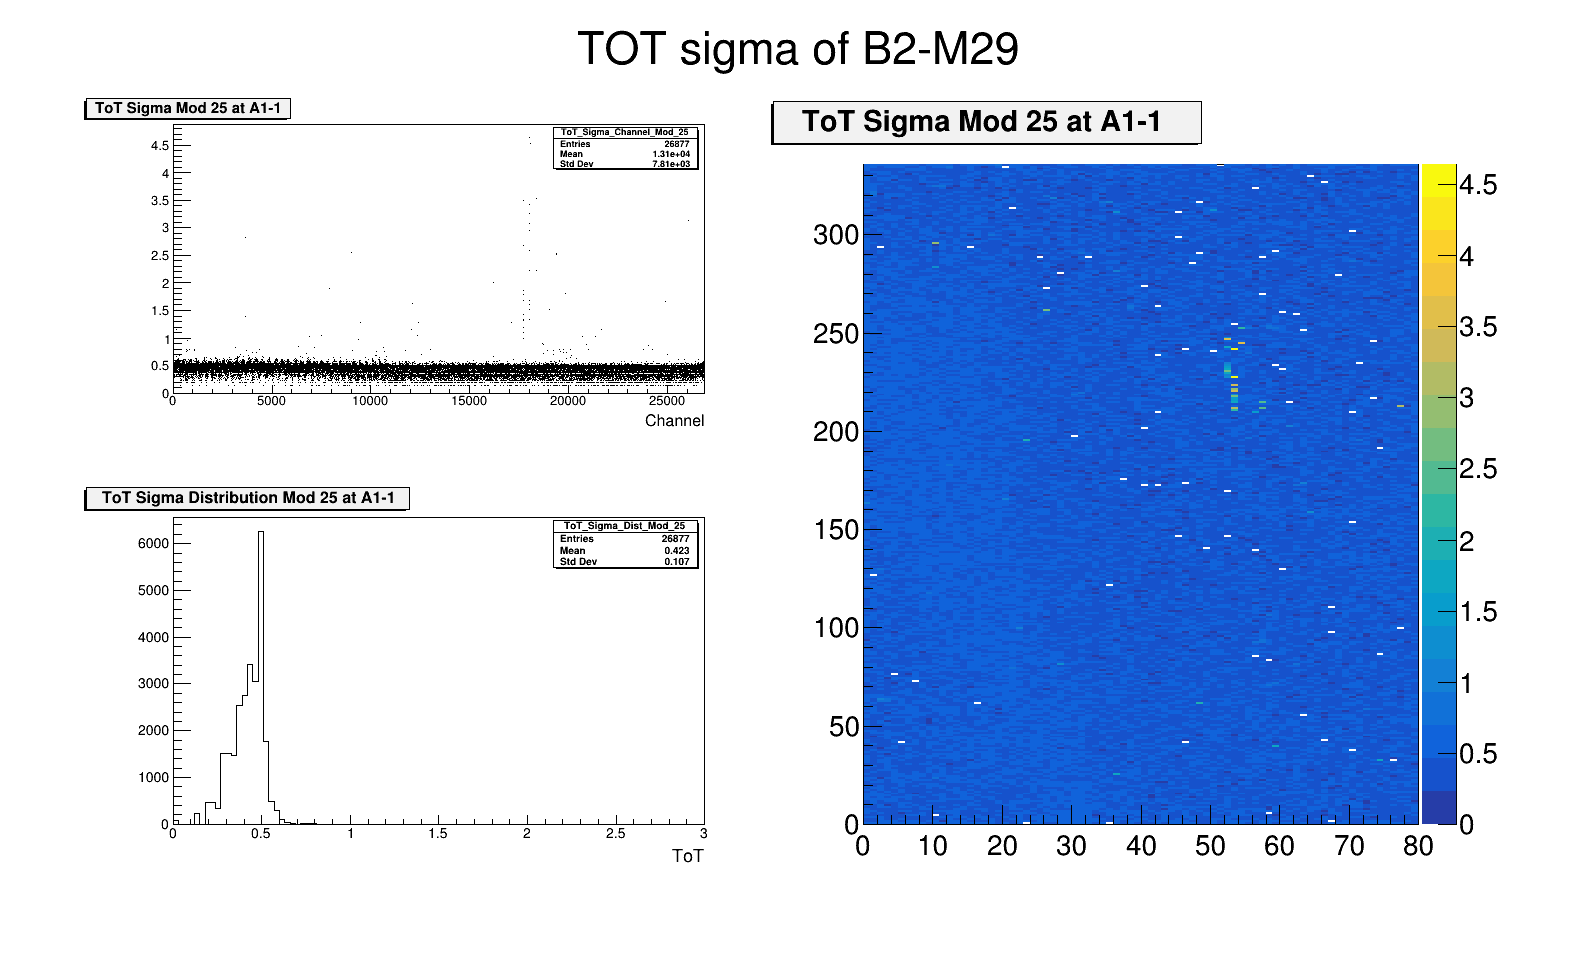 TOT sigma of B2-M29
ToT Sigma Mod 25 at A1-1
ToT_Sigma_Channel_Mod_25
Entries 26877
Mean 1.31e+04
Std Dev 7.81e+03
4.5
4
3.5
3
2.5
2
1.5
1
0.5
0
0 5000 10000 15000 20000 25000
Channel
ToT Sigma Distribution Mod 25 at A1-1
ToT_Sigma_Dist_Mod_25
Entries 26877
Mean 0.423
Std Dev 0.107
6000
5000
4000
3000
2000
1000
0
0 0.5 1 1.5 2 2.5 3
ToT
ToT Sigma Mod 25 at A1-1
300
250
200
150
100
50
0
0 10 20 30 40 50 60 70 80
4.5
4
3.5
3
2.5
2
1.5
1
0.5
0